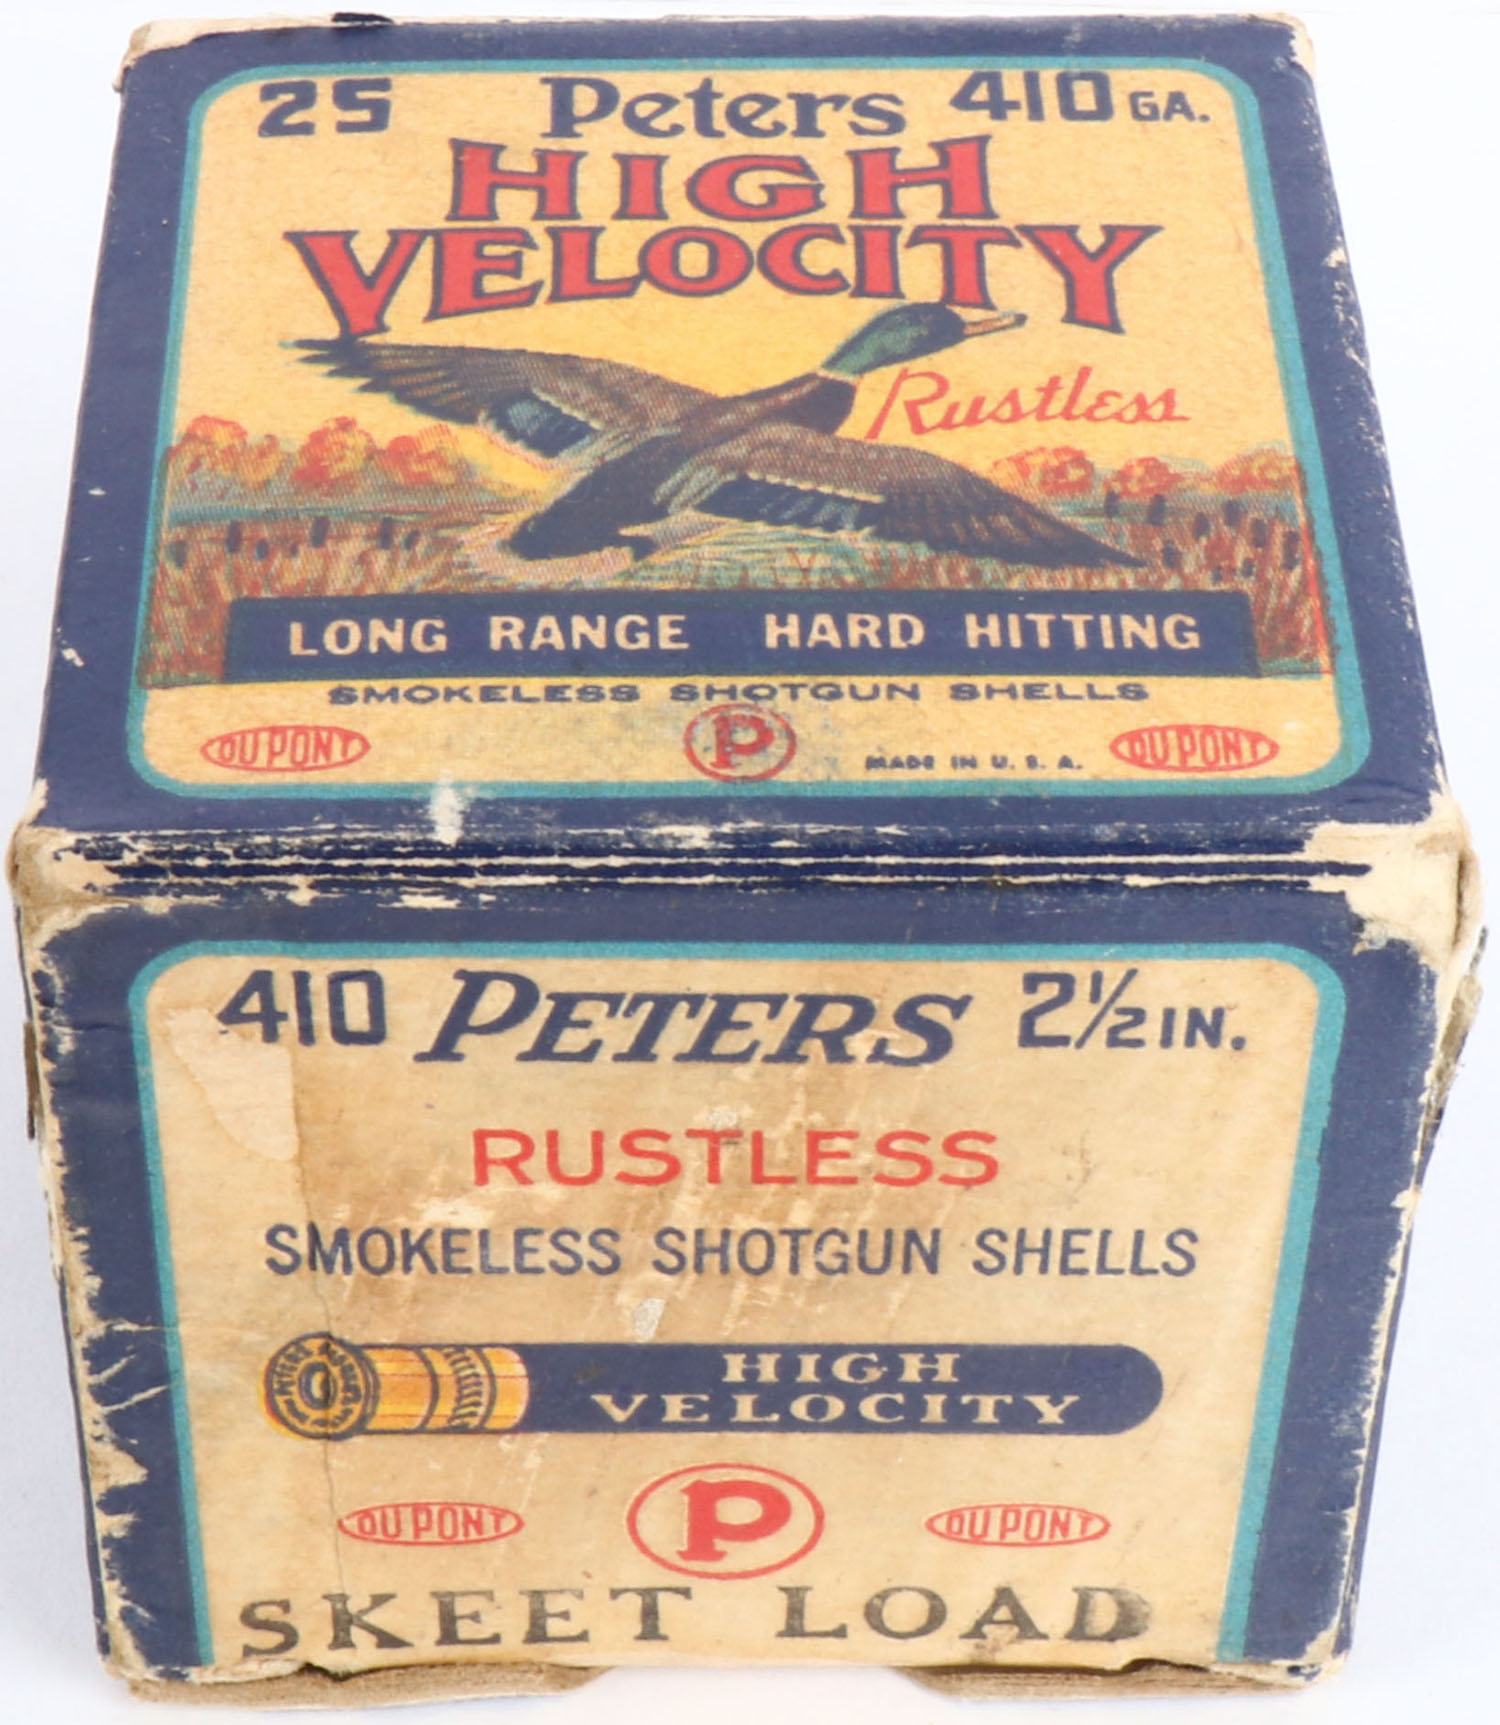 25 Peters 410 GA.
HIGH
VELOCITY
Rustless
LONG RANGE HARD HITTING
SMOKELESS SHOTGUN SHELLS
DU PONT P DU PONT
MADE IN U. S. A.
410 PETERS 2½ IN.
RUSTLESS
SMOKELESS SHOTGUN SHELLS
HIGH
VELOCITY
DU PONT P DU PONT
SKEET LOAD